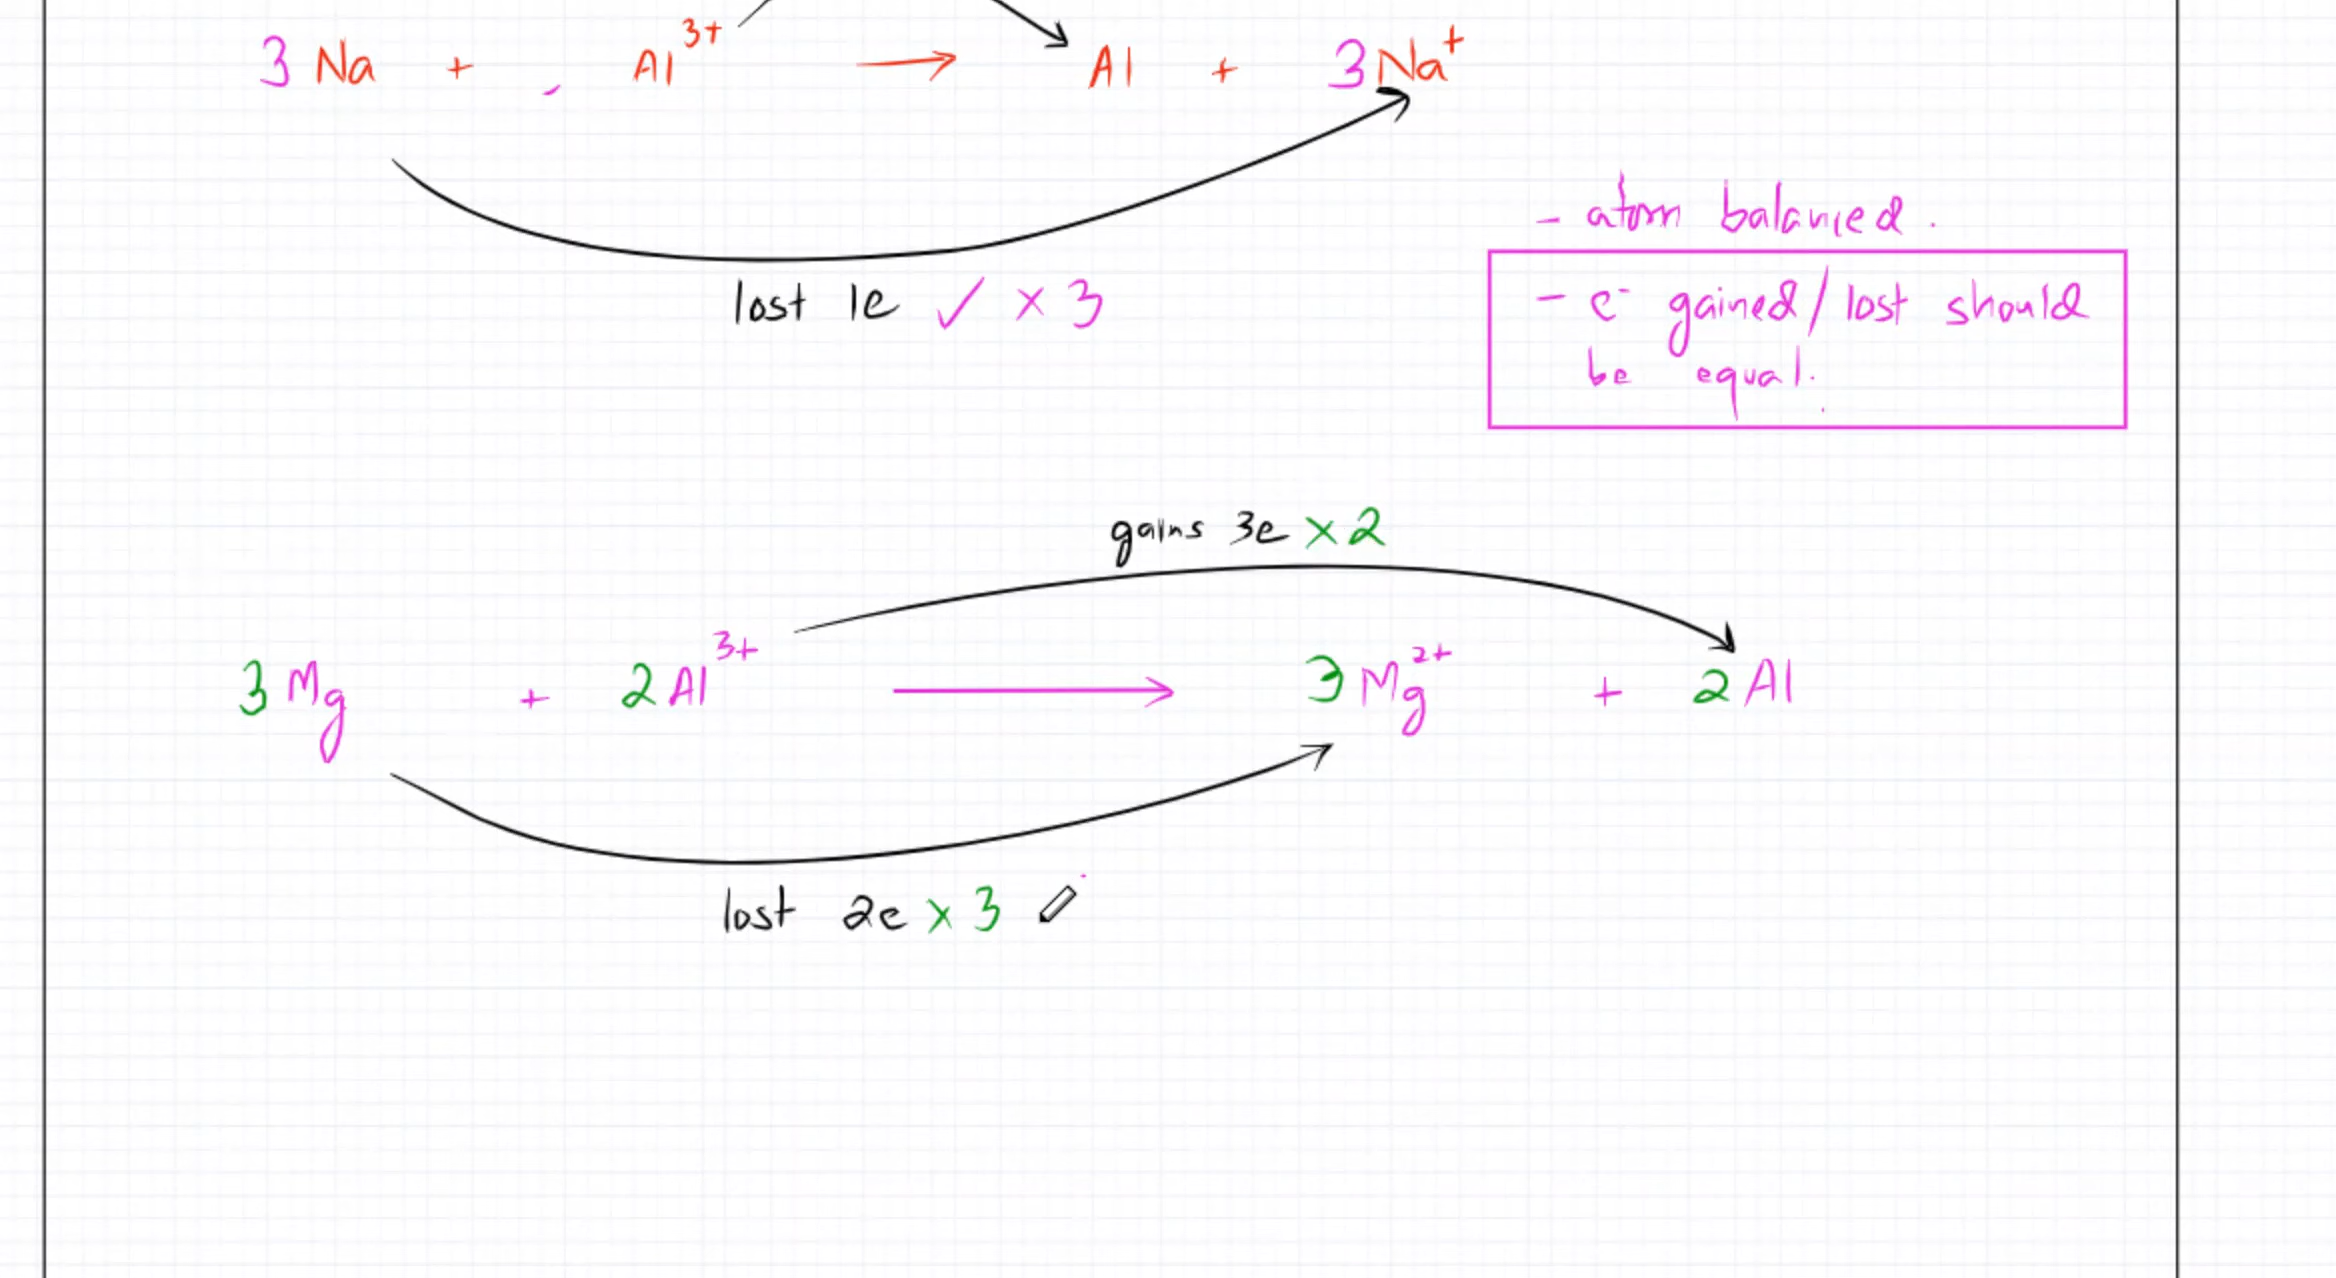 3 Na + Al³⁺ → Al + 3Na⁺
lost 1e ✓ × 3
- atom balanced.
- e⁻ gained/lost should
be equal.
gains 3e × 2
3 Mg + 2 Al³⁺ → 3 Mg²⁺ + 2 Al
lost 2e × 3